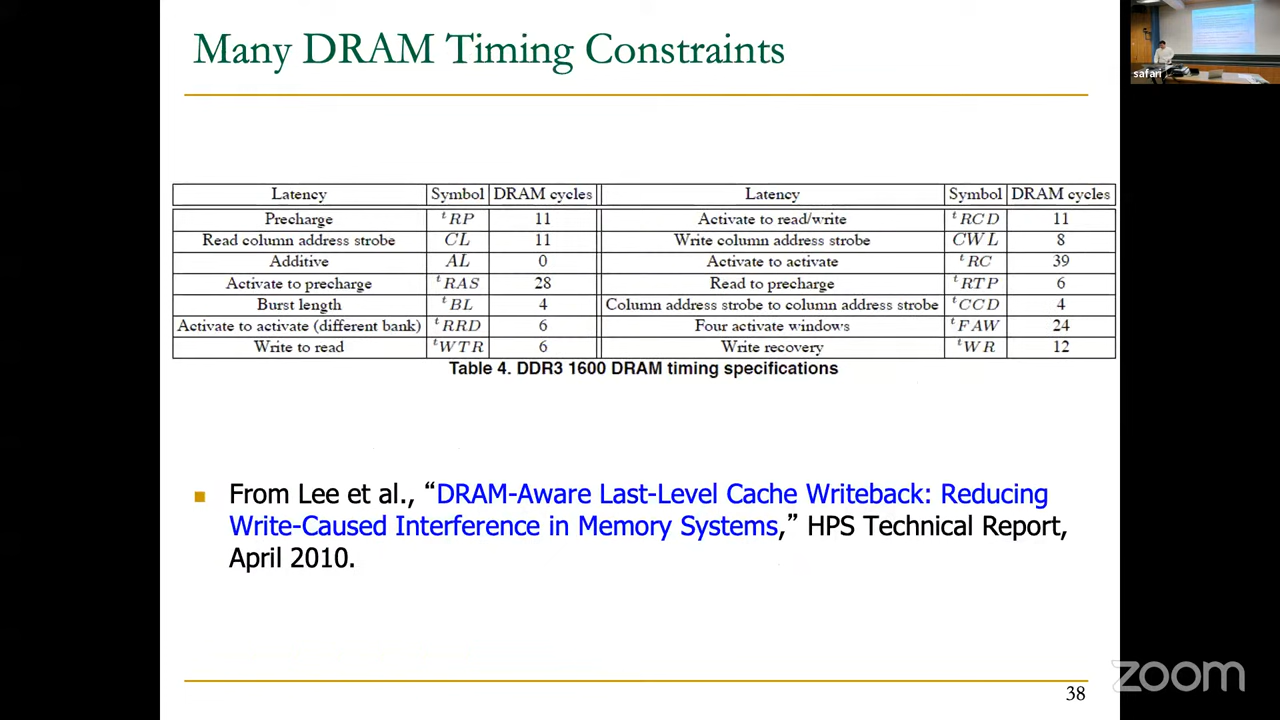 Many DRAM Timing Constraints
safari
Latency Symbol DRAM cycles Latency Symbol DRAM cycles
Precharge tRP 11 Activate to read/write tRCD 11
Read column address strobe CL 11 Write column address strobe CWL 8
Additive AL 0 Activate to activate tRC 39
Activate to precharge tRAS 28 Read to precharge tRTP 6
Burst length tBL 4 Column address strobe to column address strobe tCCD 4
Activate to activate (different bank) tRRD 6 Four activate windows tFAW 24
Write to read tWTR 6 Write recovery tWR 12
Table 4. DDR3 1600 DRAM timing specifications
■ From Lee et al., “DRAM-Aware Last-Level Cache Writeback: Reducing
Write-Caused Interference in Memory Systems,” HPS Technical Report,
April 2010.
38
zoom